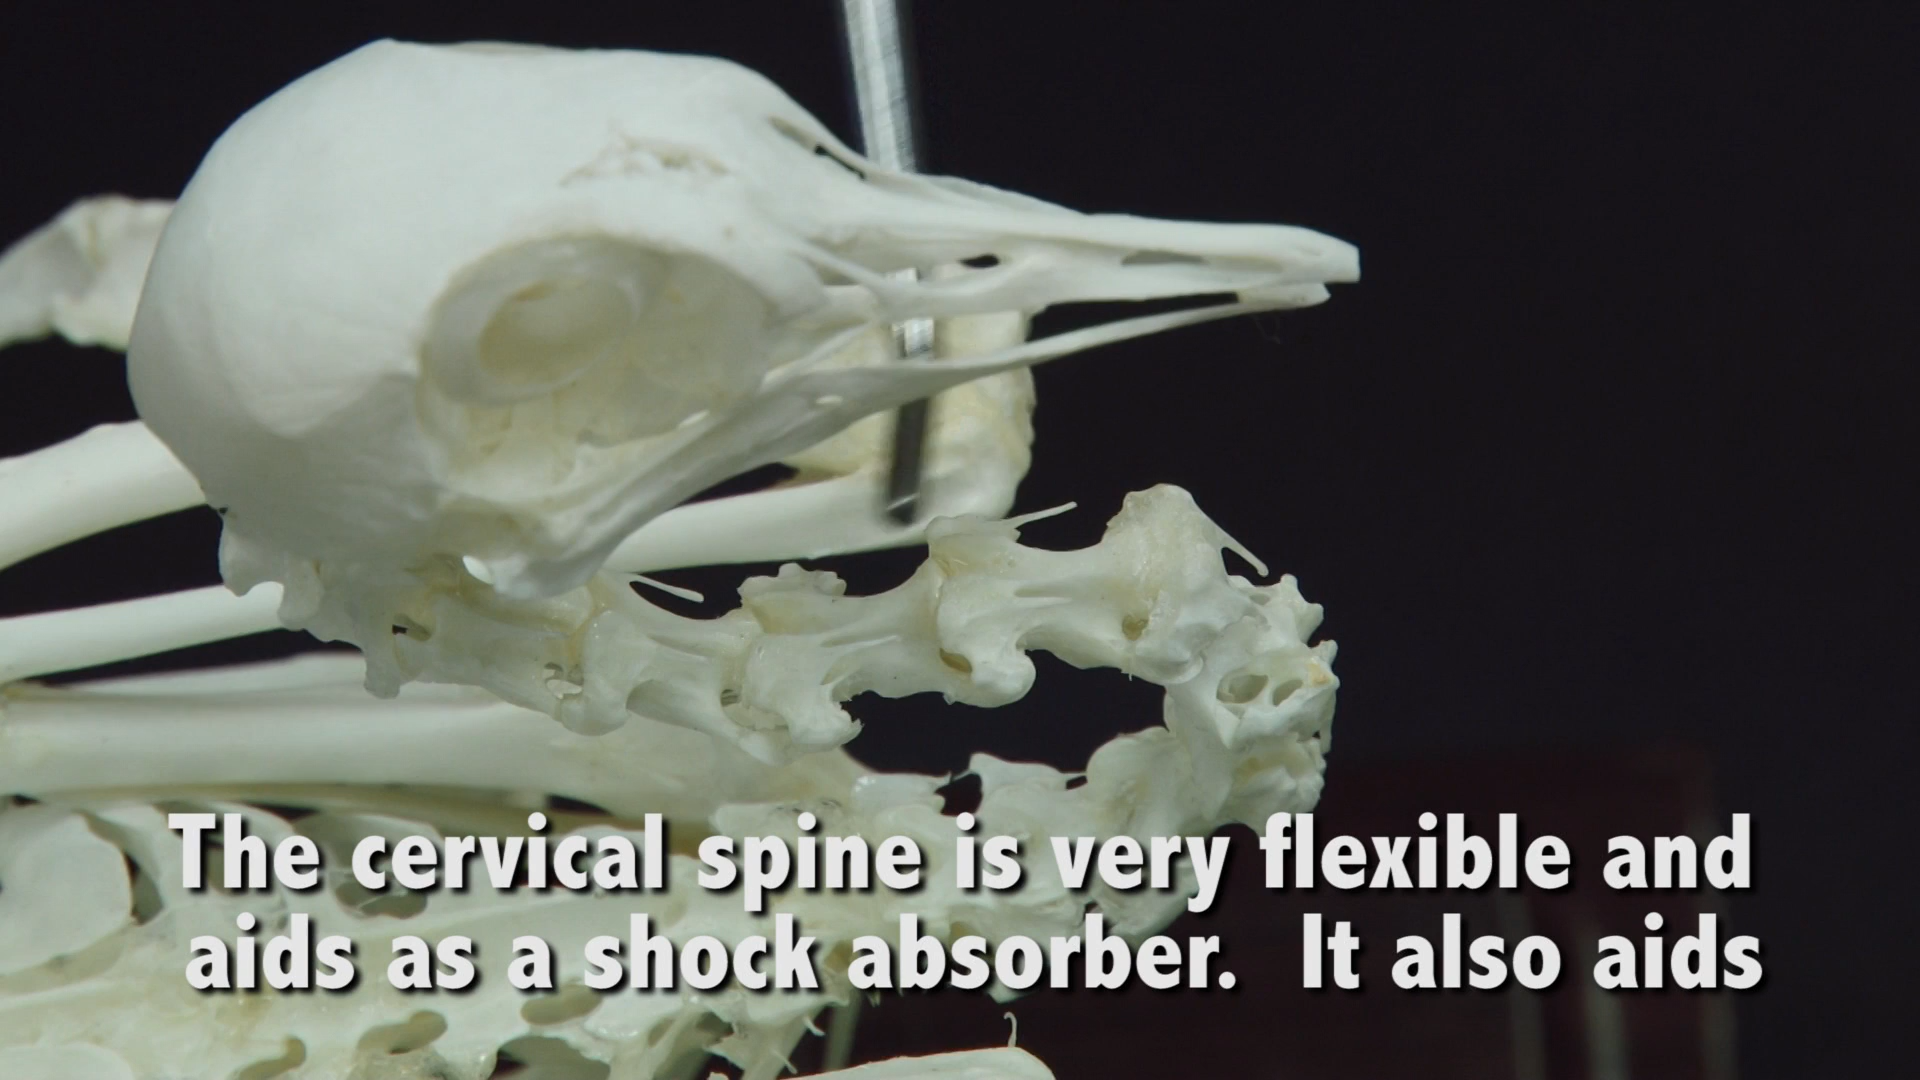 The cervical spine is very flexible and
aids as a shock absorber.  It also aids